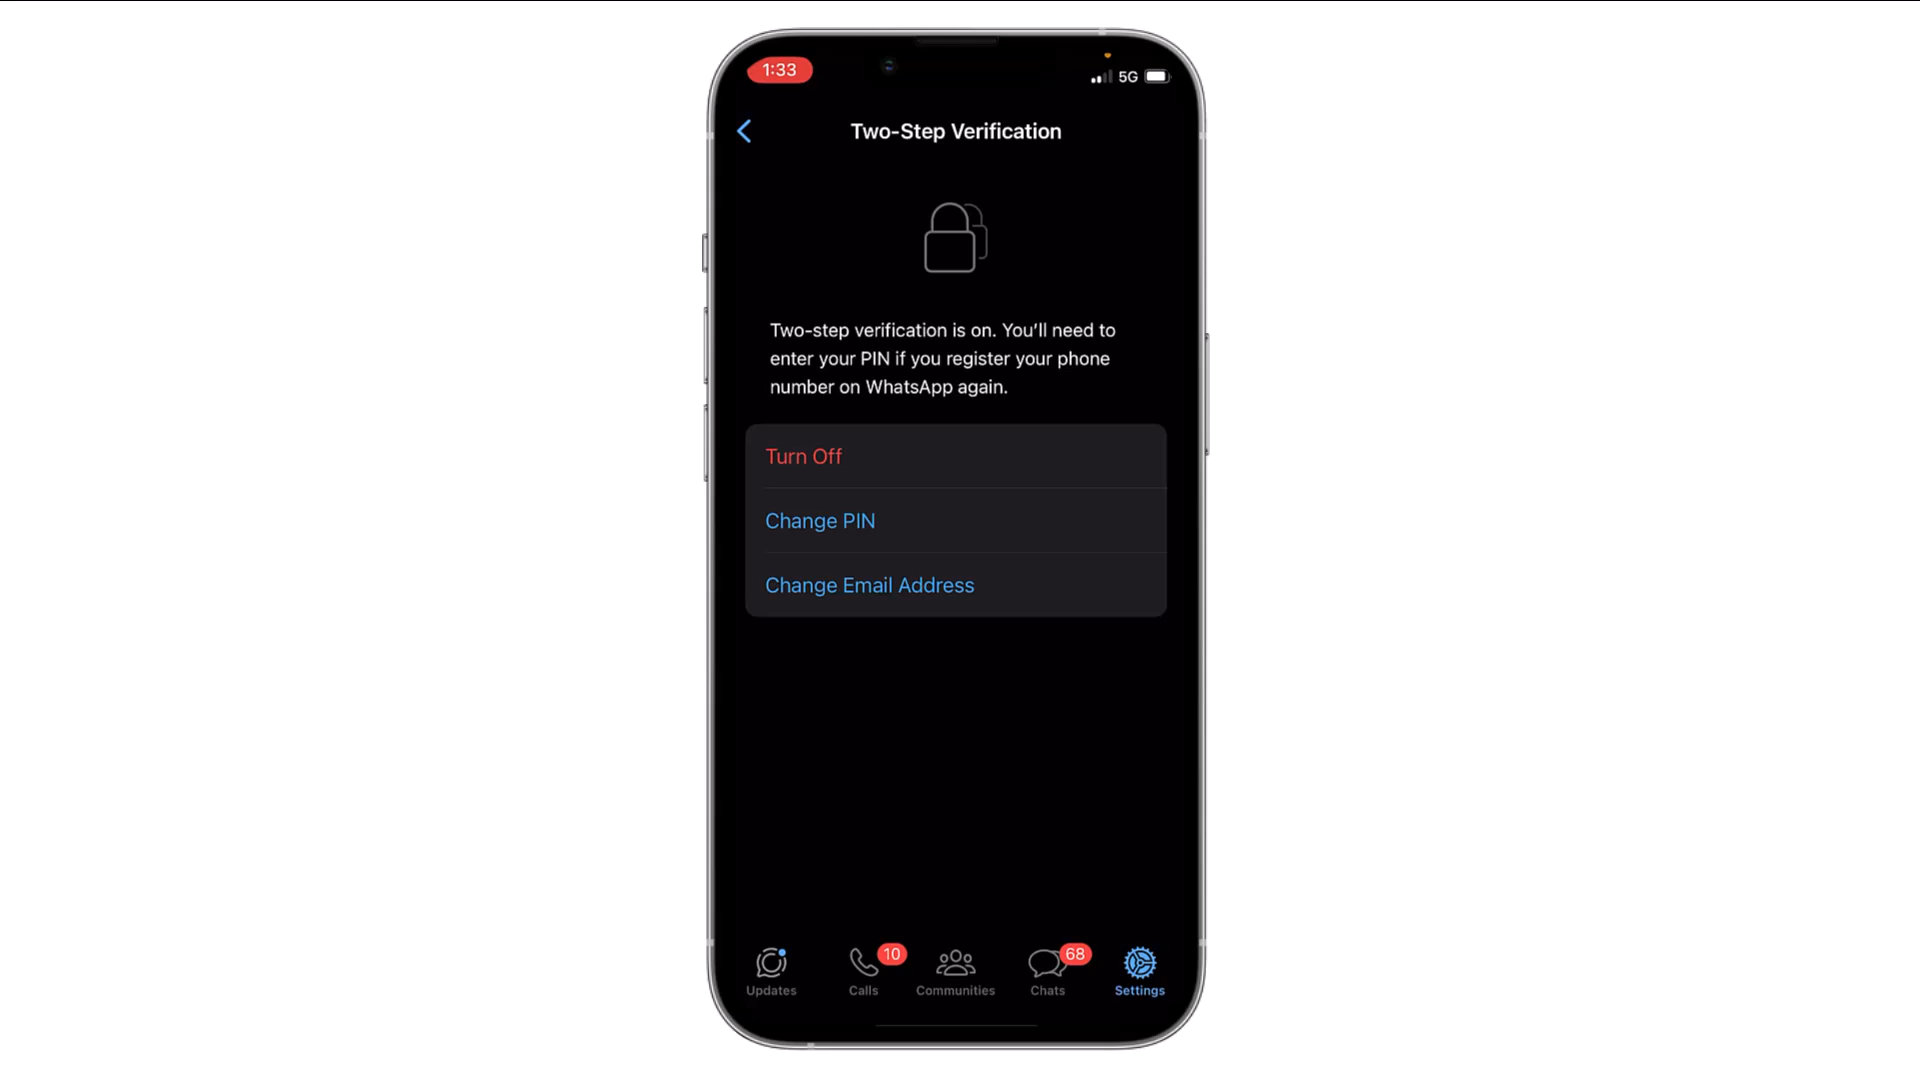 1:33
5G
Two-Step Verification
Two-step verification is on. You’ll need to
enter your PIN if you register your phone
number on WhatsApp again.
Turn Off
Change PIN
Change Email Address
10
68
Updates
Calls
Communities
Chats
Settings